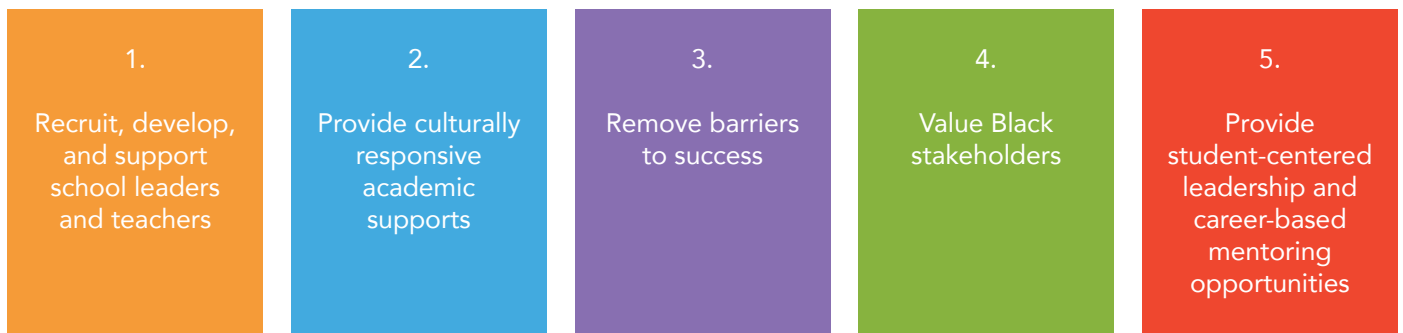 1.
Recruit, develop,
and support
school leaders
and teachers
2.
Provide culturally
responsive
academic
supports
3.
Remove barriers
to success
4.
Value Black
stakeholders
5.
Provide
student-centered
leadership and
career-based
mentoring
opportunities